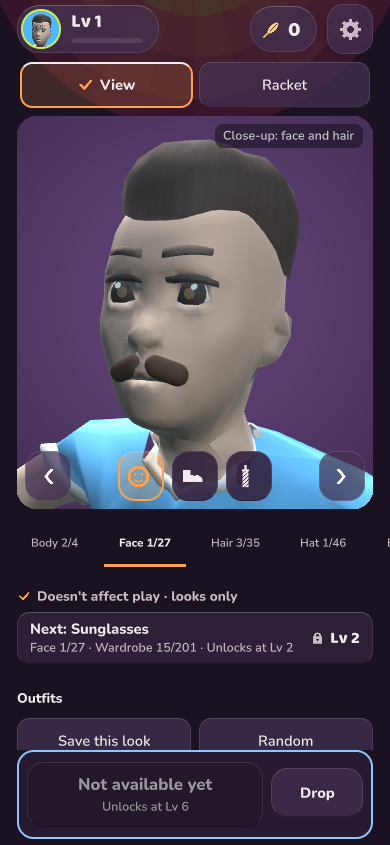 Lv 1
0
View
Racket
Close-up: face and hair
Body 2/4
Face 1/27
Hair 3/35
Hat 1/46
Doesn't affect play · looks only
Next: Sunglasses
Face 1/27 · Wardrobe 15/201 · Unlocks at Lv 2
Lv 2
Outfits
Save this look
Random
Not available yet
Unlocks at Lv 6
Drop